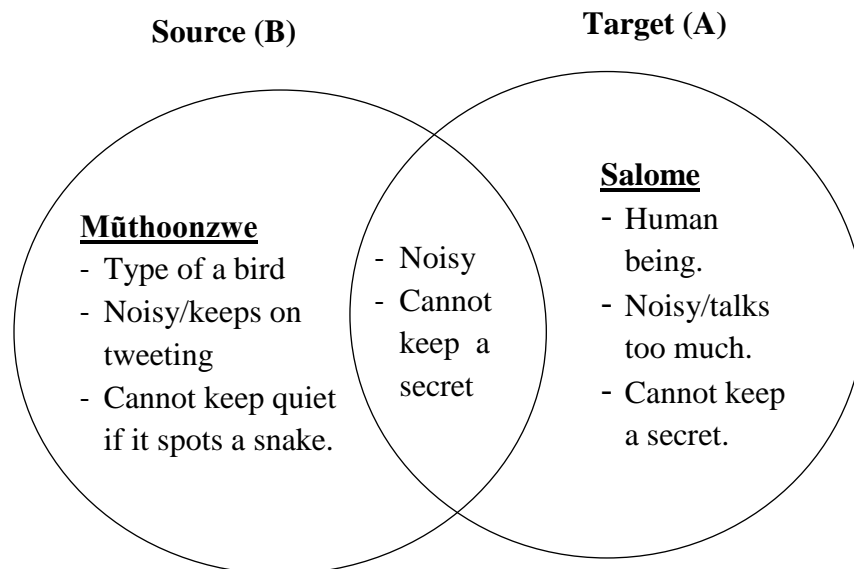 Source (B)
Target (A)
Mũthoonzwe
- Type of a bird
- Noisy/keeps on
tweeting
- Cannot keep quiet
if it spots a snake.
- Noisy
- Cannot
keep a
secret
Salome
- Human
being.
- Noisy/talks
too much.
- Cannot keep
a secret.